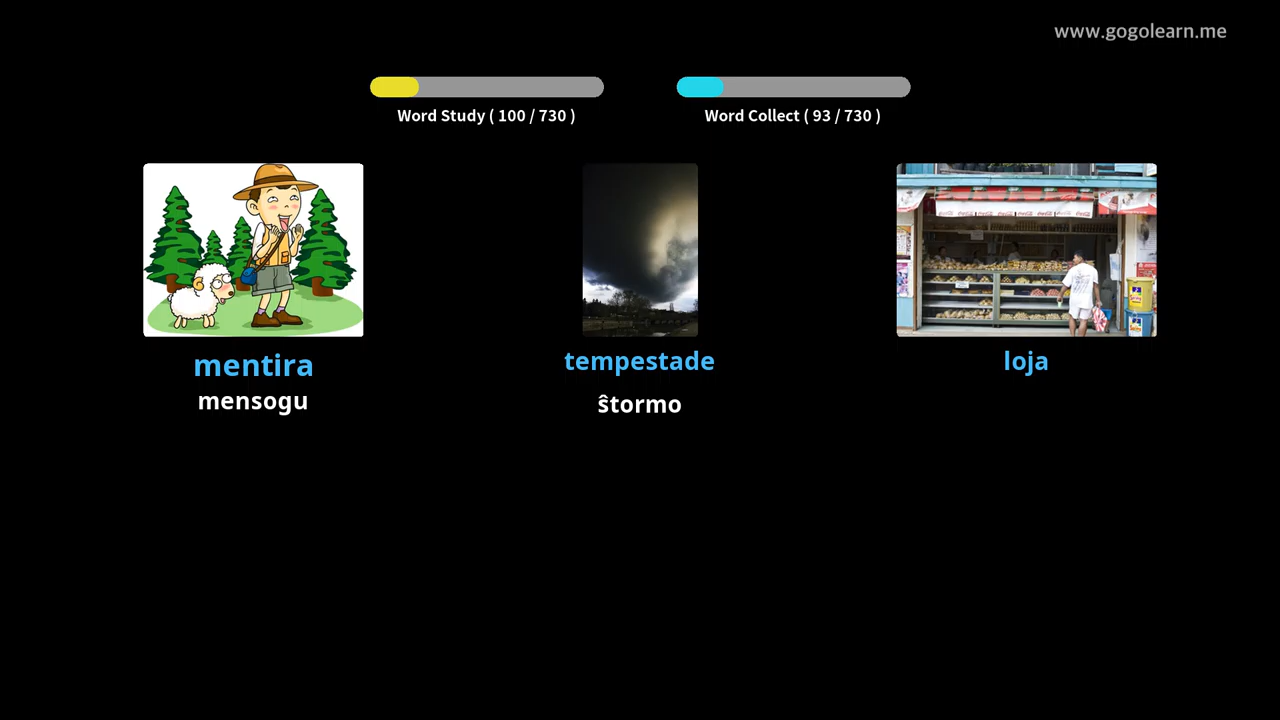 www.gogolearn.me
Word Study ( 100 / 730 )
Word Collect ( 93 / 730 )
mentira
mensogu
tempestade
ŝtormo
loja